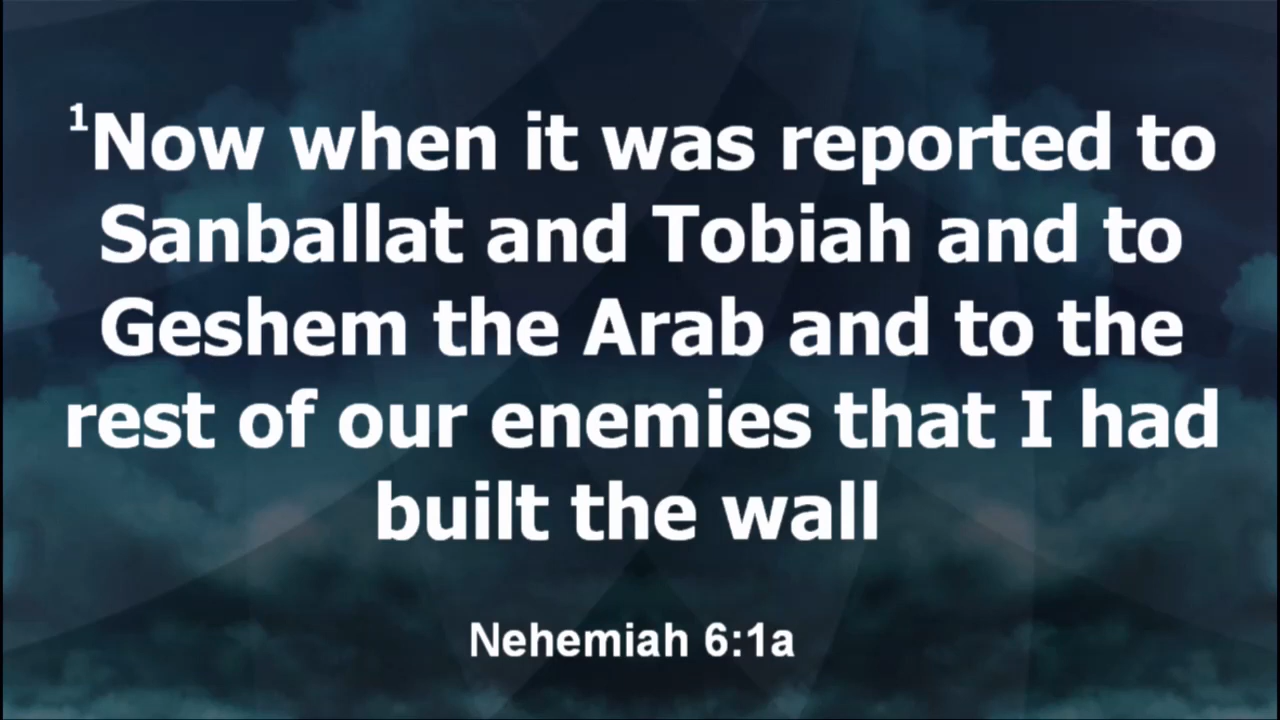 ¹Now when it was reported to
Sanballat and Tobiah and to
Geshem the Arab and to the
rest of our enemies that I had
built the wall
Nehemiah 6:1a